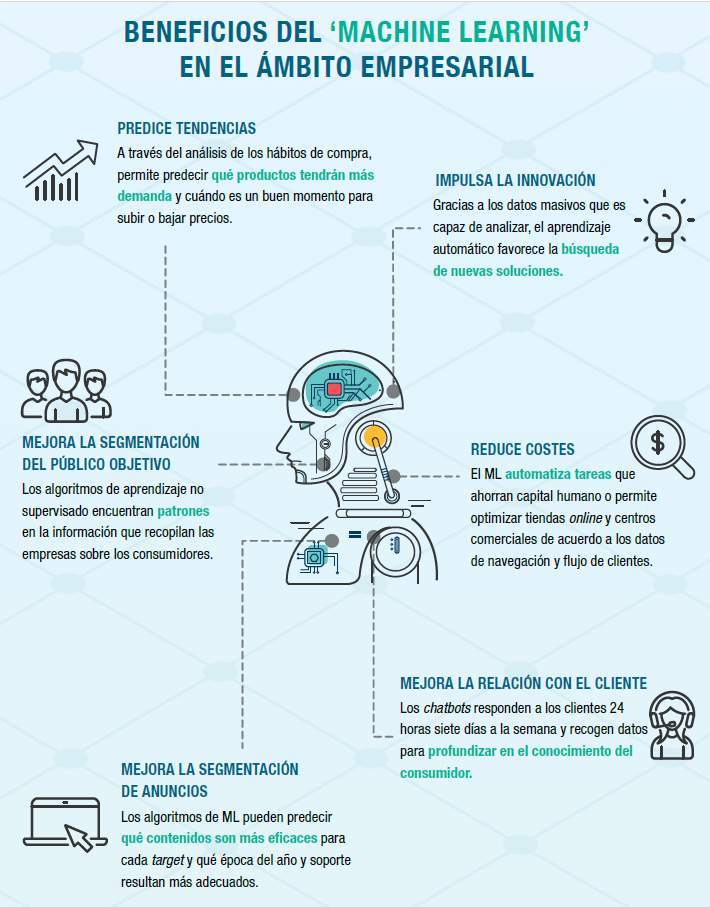 BENEFICIOS DEL ‘MACHINE LEARNING’
EN EL ÁMBITO EMPRESARIAL
PREDICE TENDENCIAS
A través del análisis de los hábitos de compra,
permite predecir qué productos tendrán más
demanda y cuándo es un buen momento para
subir o bajar precios.
IMPULSA LA INNOVACIÓN
Gracias a los datos masivos que es
capaz de analizar, el aprendizaje
automático favorece la búsqueda
de nuevas soluciones.
MEJORA LA SEGMENTACIÓN
DEL PÚBLICO OBJETIVO
Los algoritmos de aprendizaje no
supervisado encuentran patrones
en la información que recopilan las
empresas sobre los consumidores.
REDUCE COSTES
El ML automatiza tareas que
ahorran capital humano o permite
optimizar tiendas online y centros
comerciales de acuerdo a los datos
de navegación y flujo de clientes.
MEJORA LA RELACIÓN CON EL CLIENTE
Los chatbots responden a los clientes 24
horas siete días a la semana y recogen datos
para profundizar en el conocimiento del
consumidor.
MEJORA LA SEGMENTACIÓN
DE ANUNCIOS
Los algoritmos de ML pueden predecir
qué contenidos son más eficaces para
cada target y qué época del año y soporte
resultan más adecuados.